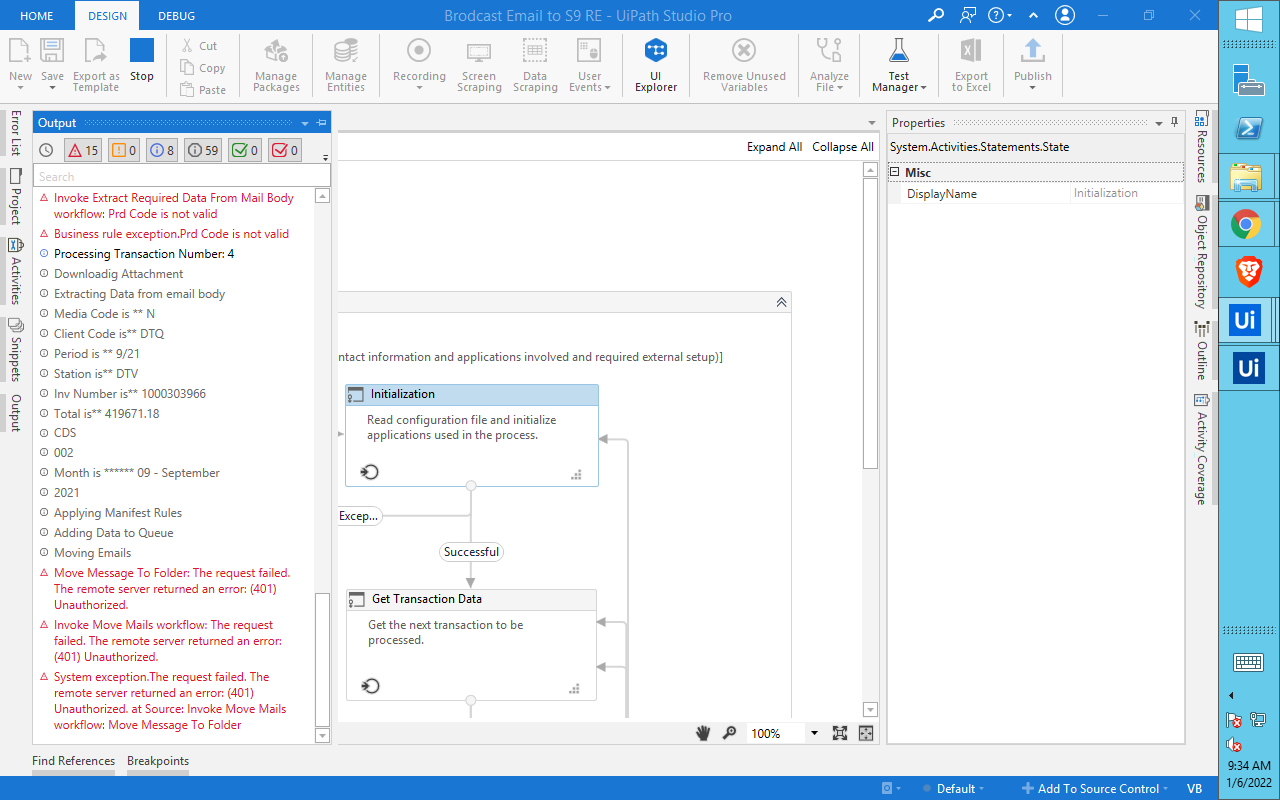 HOME
DESIGN
DEBUG
Brodcast Email to S9 RE - UiPath Studio Pro
New
Save
Export as
Template
Stop
Cut
Copy
Paste
Manage
Packages
Manage
Entities
Recording
Screen
Scraping
Data
Scraping
User
Events
UI
Explorer
Remove Unused
Variables
Analyze
File
Test
Manager
Export
to Excel
Publish
Error List
Project
Activities
Snippets
Output
Output
15
0
8
59
0
0
Search
Invoke Extract Required Data From Mail Body
workflow: Prd Code is not valid
Business rule exception.Prd Code is not valid
Processing Transaction Number: 4
Downloadig Attachment
Extracting Data from email body
Media Code is ** N
Client Code is** DTQ
Period is ** 9/21
Station is** DTV
Inv Number is** 1000303966
Total is** 419671.18
CDS
002
Month is ****** 09 - September
2021
Applying Manifest Rules
Adding Data to Queue
Moving Emails
Move Message To Folder: The request failed.
The remote server returned an error: (401)
Unauthorized.
Invoke Move Mails workflow: The request
failed. The remote server returned an error:
(401) Unauthorized.
System exception.The request failed. The
remote server returned an error: (401)
Unauthorized. at Source: Invoke Move Mails
workflow: Move Message To Folder
Find References
Breakpoints
Expand All
Collapse All
ntact information and applications involved and required external setup)]
Initialization
Read configuration file and initialize
applications used in the process.
Excep...
Successful
Get Transaction Data
Get the next transaction to be
processed.
100%
Properties
System.Activities.Statements.State
Misc
DisplayName
Initialization
Resources
Object Repository
Outline
Activity Coverage
Default
Add To Source Control
VB
Ui
Ui
9:34 AM
1/6/2022